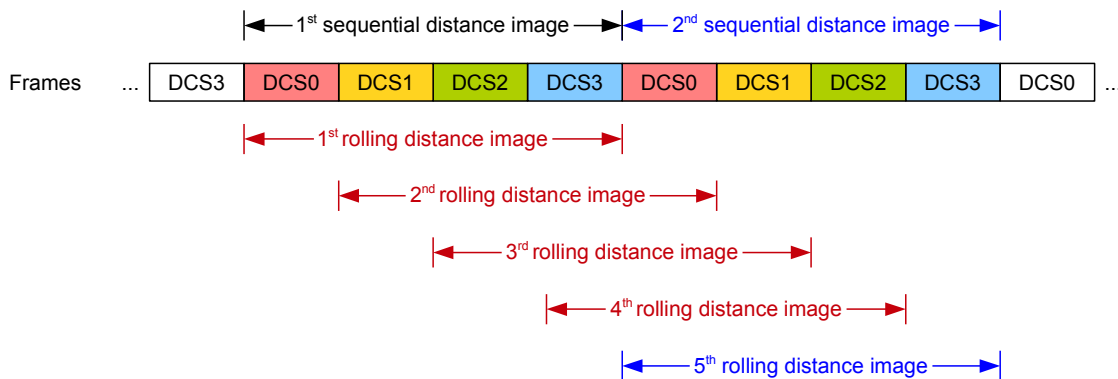 1st sequential distance image 2nd sequential distance image
Frames ... DCS3 DCS0 DCS1 DCS2 DCS3 DCS0 DCS1 DCS2 DCS3 DCS0 ...
1st rolling distance image
2nd rolling distance image
3rd rolling distance image
4th rolling distance image
5th rolling distance image